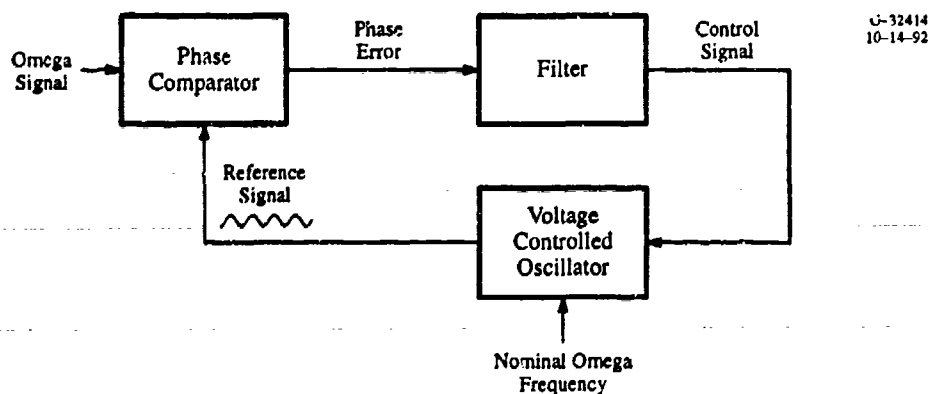 Omega
Signal
Phase
Comparator
Phase
Error
Filter
Control
Signal
10-14-92
Reference
Signal
Voltage
Controlled
Oscillator
Nominal Omega
Frequency